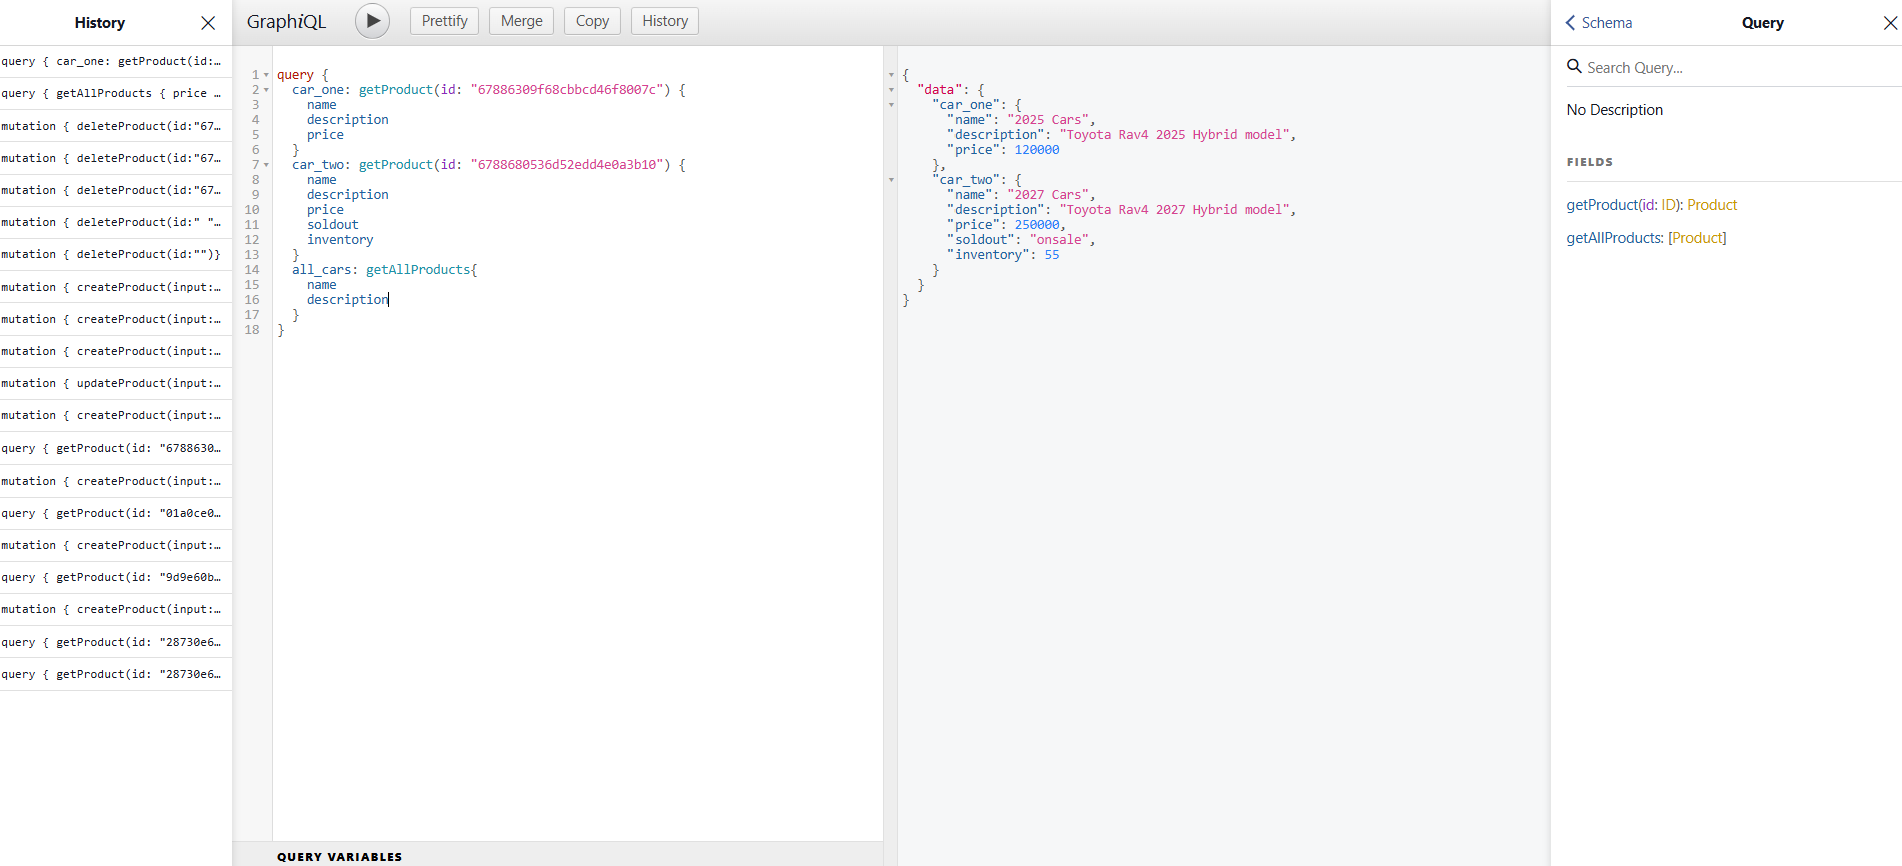 History
query { car_one: getProduct(id:…
query { getAllProducts { price …
mutation { deleteProduct(id:"67…
mutation { deleteProduct(id:"67…
mutation { deleteProduct(id:"67…
mutation { deleteProduct(id:" "…
mutation { deleteProduct(id:"")}
mutation { createProduct(input:…
mutation { createProduct(input:…
mutation { createProduct(input:…
mutation { updateProduct(input:…
mutation { createProduct(input:…
query { getProduct(id: "6788630…
mutation { createProduct(input:…
query { getProduct(id: "01a0ce0…
mutation { createProduct(input:…
query { getProduct(id: "9d9e60b…
mutation { createProduct(input:…
query { getProduct(id: "28730e6…
query { getProduct(id: "28730e6…
GraphiQL
Prettify
Merge
Copy
History
1 query {
2 car_one: getProduct(id: "67886309f68cbbcd46f8007c") {
3 name
4 description
5 price
6 }
7 car_two: getProduct(id: "6788680536d52edd4e0a3b10") {
8 name
9 description
10 price
11 soldout
12 inventory
13 }
14 all_cars: getAllProducts{
15 name
16 description
17 }
18 }
QUERY VARIABLES
{
"data": {
"car_one": {
"name": "2025 Cars",
"description": "Toyota Rav4 2025 Hybrid model",
"price": 120000
},
"car_two": {
"name": "2027 Cars",
"description": "Toyota Rav4 2027 Hybrid model",
"price": 250000,
"soldout": "onsale",
"inventory": 55
}
}
}
Schema
Query
Search Query...
No Description
FIELDS
getProduct(id: ID): Product
getAllProducts: [Product]